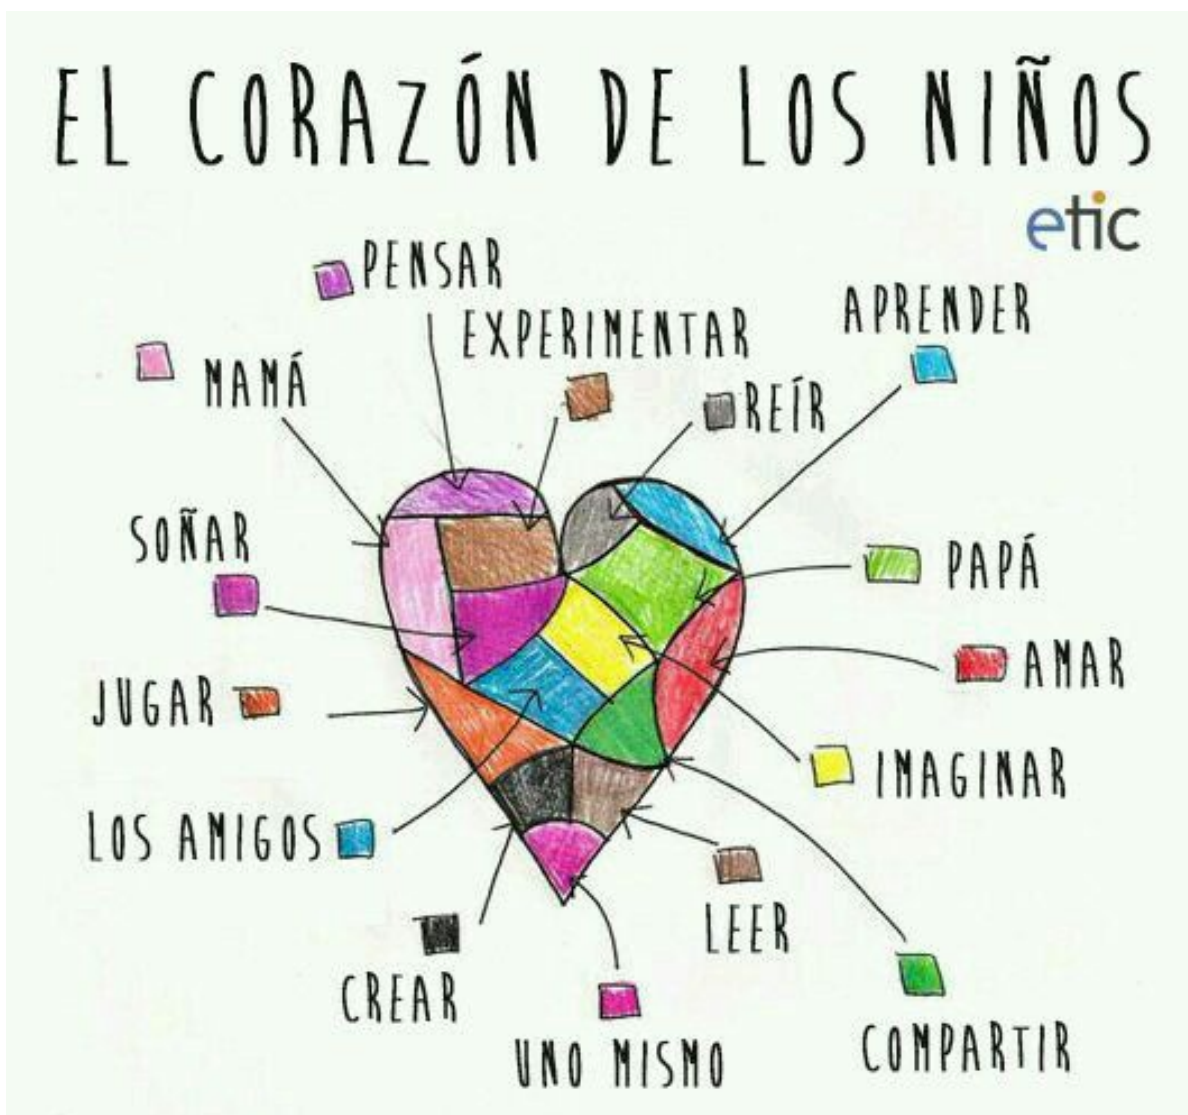 EL CORAZÓN DE LOS NIÑOS
etic
PENSAR
EXPERIMENTAR
APRENDER
MAMÁ
REÍR
SOÑAR
PAPÁ
AMAR
JUGAR
IMAGINAR
LOS AMIGOS
LEER
CREAR
UNO MISMO
COMPARTIR